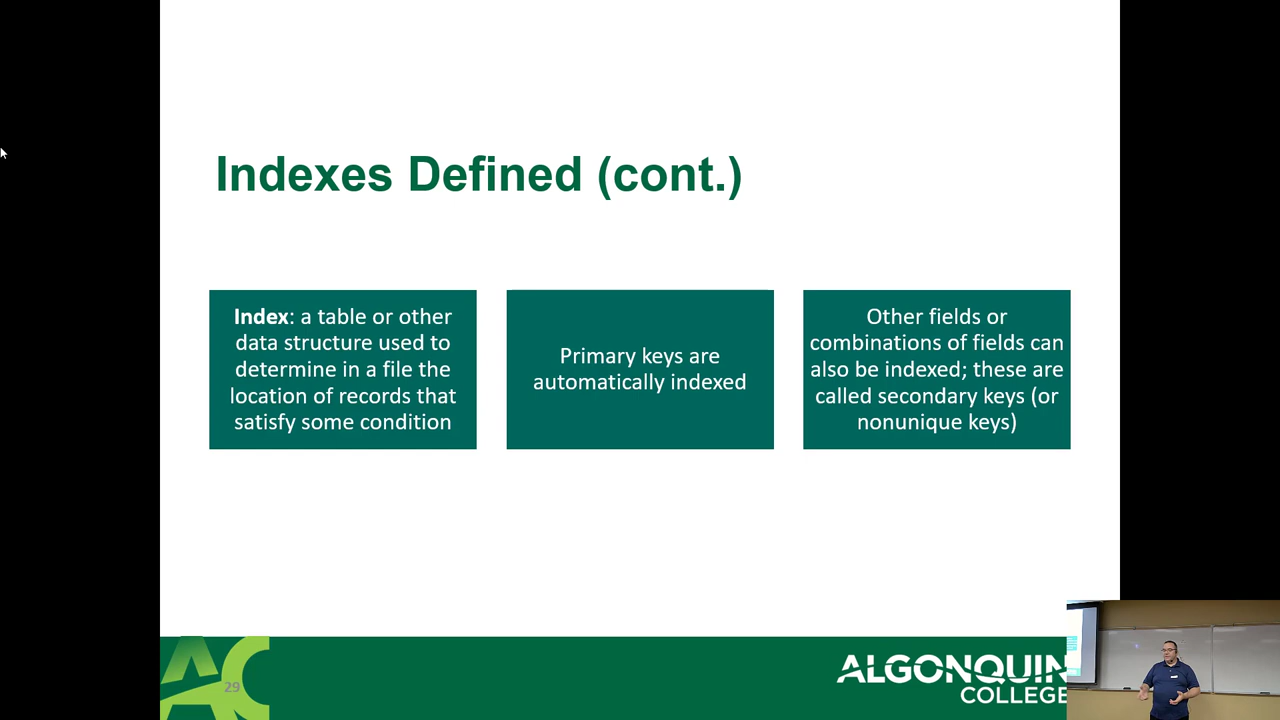 Indexes Defined (cont.)
Index: a table or other
data structure used to
determine in a file the
location of records that
satisfy some condition
Primary keys are
automatically indexed
Other fields or
combinations of fields can
also be indexed; these are
called secondary keys (or
nonunique keys)
AC
29
ALGONQUIN
COLLEGE